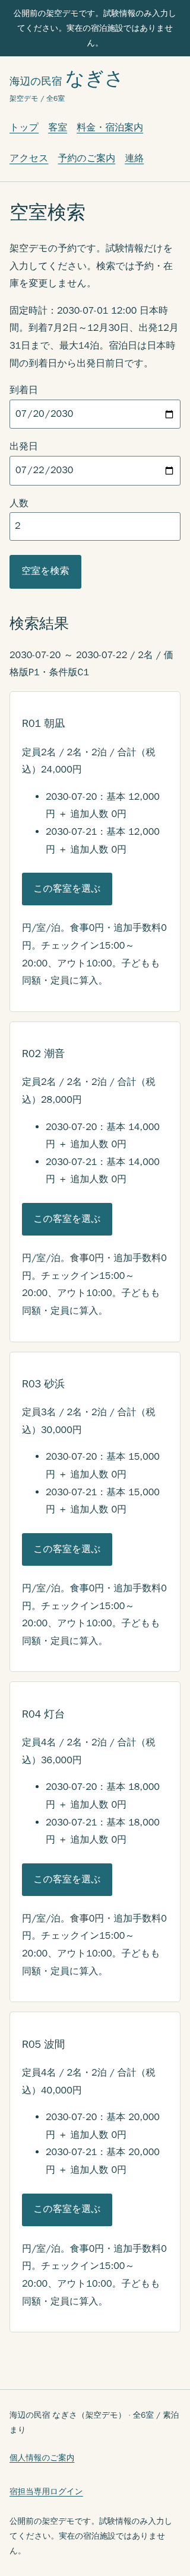 公開前の架空デモです。試験情報のみ入力し
てください。実在の宿泊施設ではありませ
ん。
海辺の民宿 なぎさ
架空デモ / 全6室
トップ 客室 料金・宿泊案内
アクセス 予約のご案内 連絡
空室検索
架空デモの予約です。試験情報だけを
入力してください。検索では予約・在
庫を変更しません。
固定時計：2030-07-01 12:00 日本時
間。到着7月2日～12月30日、出発12月
31日まで、最大14泊。宿泊日は日本時
間の到着日から出発日前日です。
到着日
07/20/2030
出発日
07/22/2030
人数
2
空室を検索
検索結果
2030-07-20 ～ 2030-07-22 / 2名 / 価
格版P1・条件版C1
R01 朝凪
定員2名 / 2名・2泊 / 合計（税
込）24,000円
• 2030-07-20：基本 12,000
円 ＋ 追加人数 0円
• 2030-07-21：基本 12,000
円 ＋ 追加人数 0円
この客室を選ぶ
円/室/泊。食事0円・追加手数料0
円。チェックイン15:00～
20:00、アウト10:00。子どもも
同額・定員に算入。
R02 潮音
定員2名 / 2名・2泊 / 合計（税
込）28,000円
• 2030-07-20：基本 14,000
円 ＋ 追加人数 0円
• 2030-07-21：基本 14,000
円 ＋ 追加人数 0円
この客室を選ぶ
円/室/泊。食事0円・追加手数料0
円。チェックイン15:00～
20:00、アウト10:00。子どもも
同額・定員に算入。
R03 砂浜
定員3名 / 2名・2泊 / 合計（税
込）30,000円
• 2030-07-20：基本 15,000
円 ＋ 追加人数 0円
• 2030-07-21：基本 15,000
円 ＋ 追加人数 0円
この客室を選ぶ
円/室/泊。食事0円・追加手数料0
円。チェックイン15:00～
20:00、アウト10:00。子どもも
同額・定員に算入。
R04 灯台
定員4名 / 2名・2泊 / 合計（税
込）36,000円
• 2030-07-20：基本 18,000
円 ＋ 追加人数 0円
• 2030-07-21：基本 18,000
円 ＋ 追加人数 0円
この客室を選ぶ
円/室/泊。食事0円・追加手数料0
円。チェックイン15:00～
20:00、アウト10:00。子どもも
同額・定員に算入。
R05 波間
定員4名 / 2名・2泊 / 合計（税
込）40,000円
• 2030-07-20：基本 20,000
円 ＋ 追加人数 0円
• 2030-07-21：基本 20,000
円 ＋ 追加人数 0円
この客室を選ぶ
円/室/泊。食事0円・追加手数料0
円。チェックイン15:00～
20:00、アウト10:00。子どもも
同額・定員に算入。
海辺の民宿 なぎさ（架空デモ） · 全6室 / 素泊
まり
個人情報のご案内
宿担当専用ログイン
公開前の架空デモです。試験情報のみ入力し
てください。実在の宿泊施設ではありませ
ん。